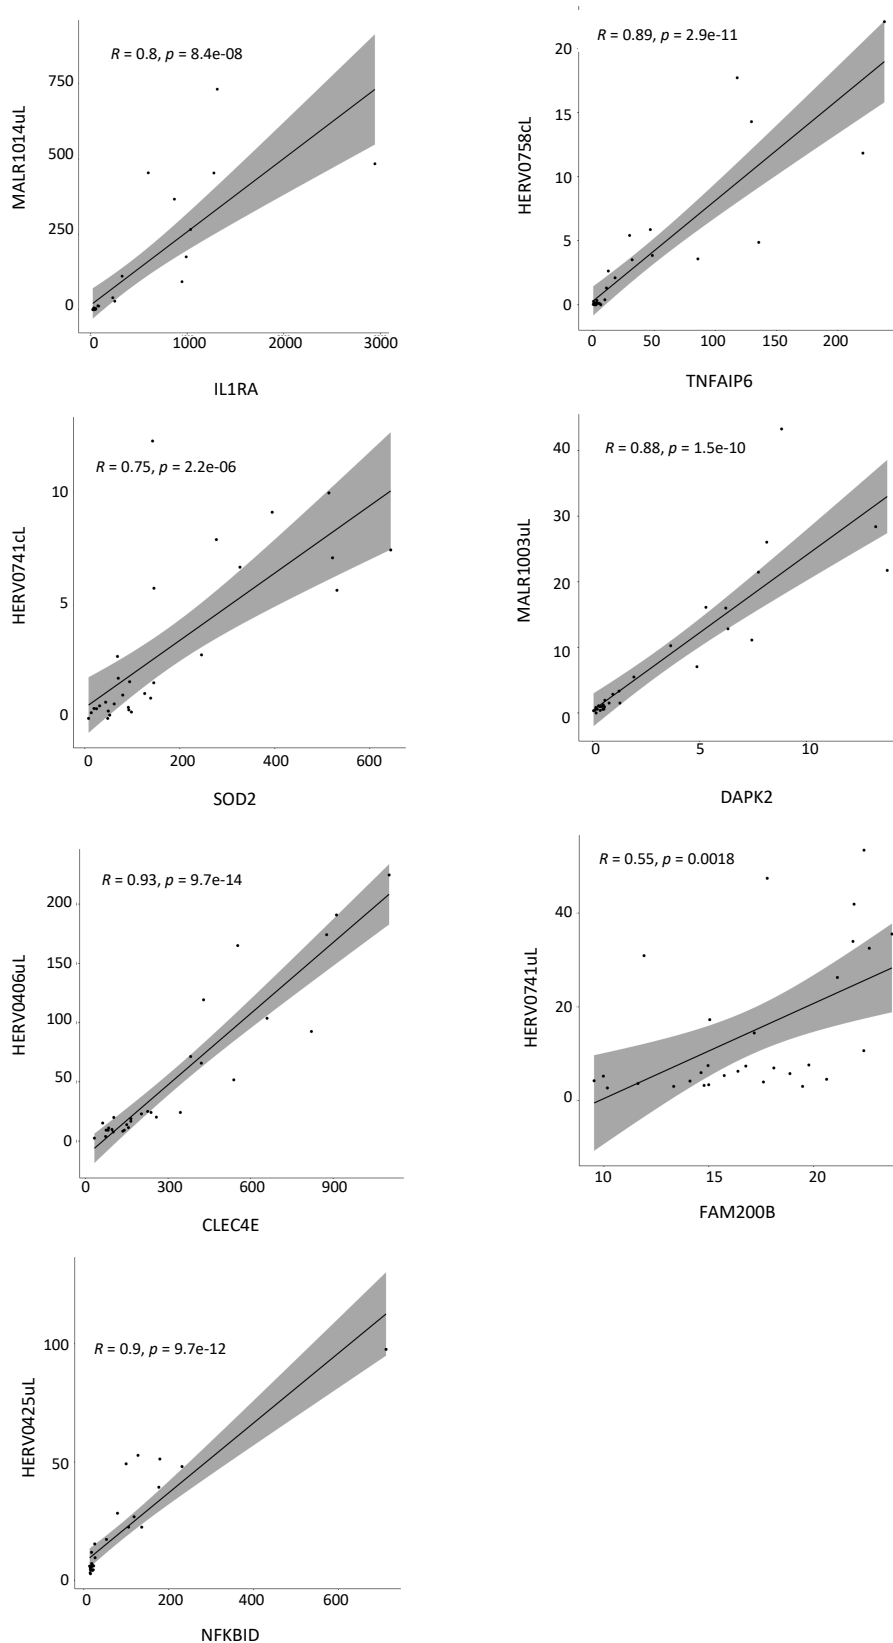 R = 0.8, p = 8.4e-08
MALR1014uL
750
500
250
0
0 1000 2000 3000
IL1RA
R = 0.89, p = 2.9e-11
HERV0758cL
20
15
10
5
0
0 50 100 150 200
TNFAIP6
R = 0.75, p = 2.2e-06
HERV0741cL
10
5
0
0 200 400 600
SOD2
R = 0.88, p = 1.5e-10
MALR1003uL
40
30
20
10
0
0 5 10
DAPK2
R = 0.93, p = 9.7e-14
HERV0406uL
200
150
100
50
0
0 300 600 900
CLEC4E
R = 0.55, p = 0.0018
HERV0741uL
40
20
0
10 15 20
FAM200B
R = 0.9, p = 9.7e-12
HERV0425uL
100
50
0
0 200 400 600
NFKBID